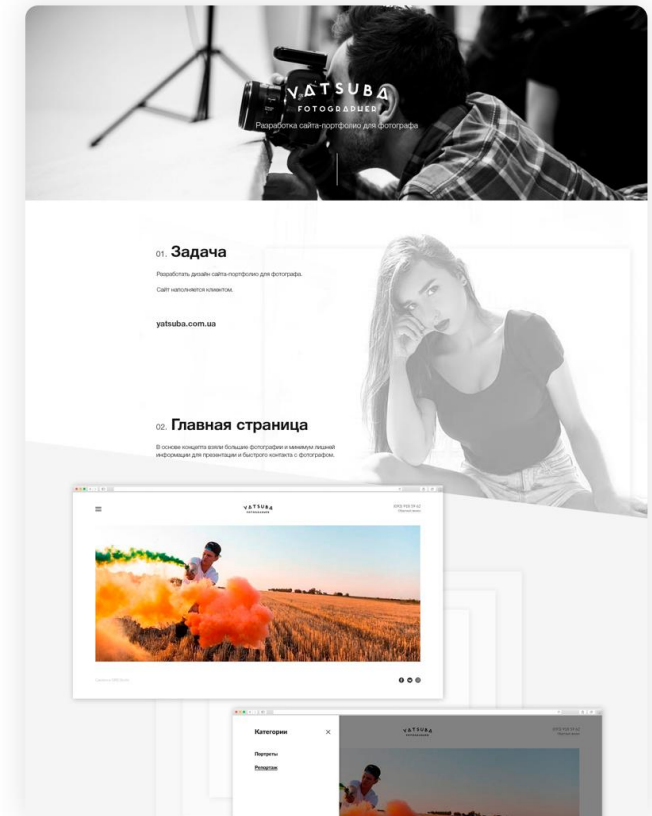 YATSUBA
FOTOGRAPHER
Разработка сайта-портфолио для фотографа
01. Задача
Разработать дизайн сайта-портфолио для фотографа.
Сайт наполняется клиентом.
yatsuba.com.ua
02. Главная страница
В основе концепта взяли большие фотографии и минимум лишней
информации для презентации и быстрого контакта с фотографом.
YATSUBA
FOTOGRAPHER
Категории
YATSUBA
FOTOGRAPHER
Портреты
Репортаж